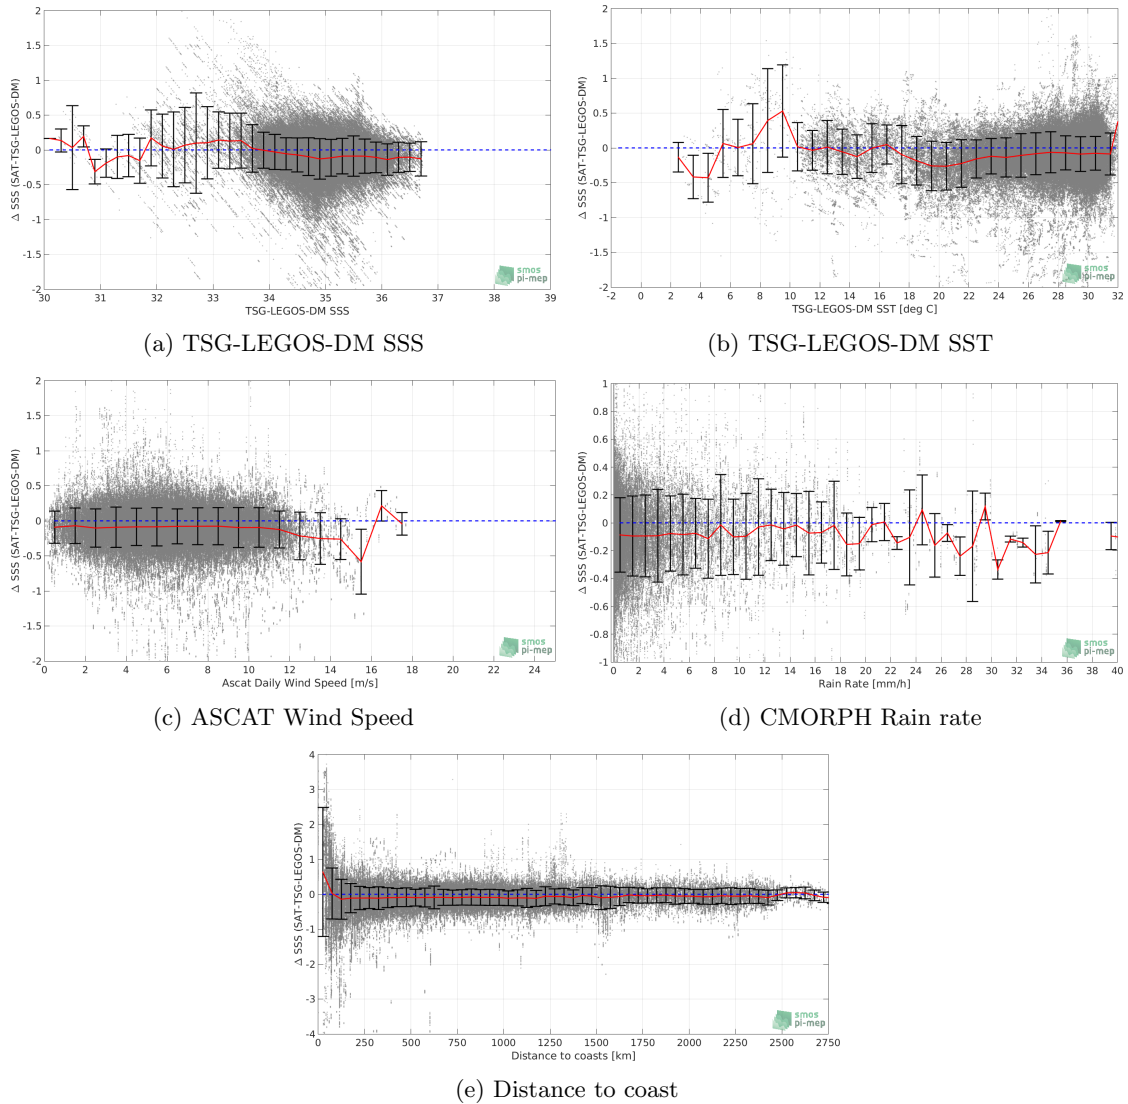 2
1.5
1
0.5
0
-0.5
-1
-1.5
-2
Δ SSS (SAT-TSG-LEGOS-DM)
30 31 32 33 34 35 36 37 38 39
TSG-LEGOS-DM SSS
smos
pi-mep
(a) TSG-LEGOS-DM SSS
2
1.5
1
0.5
0
-0.5
-1
-1.5
-2
Δ SSS (SAT-TSG-LEGOS-DM)
-2 0 2 4 6 8 10 12 14 16 18 20 22 24 26 28 30 32
TSG-LEGOS-DM SST [deg C]
smos
pi-mep
(b) TSG-LEGOS-DM SST
2
1.5
1
0.5
0
-0.5
-1
-1.5
-2
Δ SSS (SAT-TSG-LEGOS-DM)
0 2 4 6 8 10 12 14 16 18 20 22 24
Ascat Daily Wind Speed [m/s]
smos
pi-mep
(c) ASCAT Wind Speed
1
0.8
0.6
0.4
0.2
0
-0.2
-0.4
-0.6
-0.8
-1
Δ SSS (SAT-TSG-LEGOS-DM)
0 2 4 6 8 10 12 14 16 18 20 22 24 26 28 30 32 34 36 38 40
Rain Rate [mm/h]
smos
pi-mep
(d) CMORPH Rain rate
4
3
2
1
0
-1
-2
-3
-4
Δ SSS (SAT-TSG-LEGOS-DM)
0 250 500 750 1000 1250 1500 1750 2000 2250 2500 2750
Distance to coasts [km]
smos
pi-mep
(e) Distance to coast